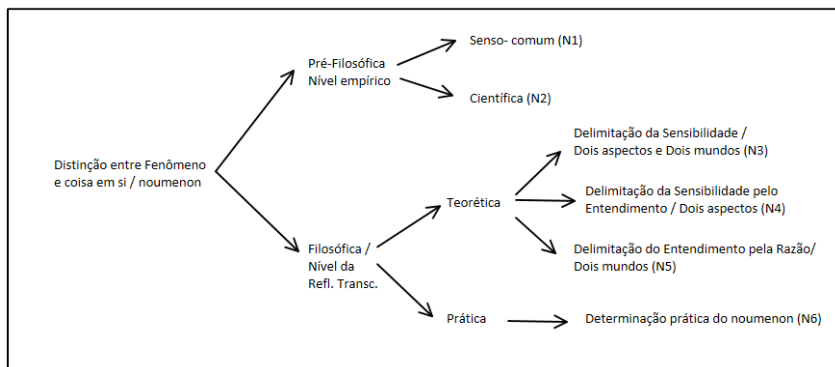 Senso- comum (N1)
Pré-Filosófica
Nível empírico
Científica (N2)
Delimitação da Sensibilidade /
Dois aspectos e Dois mundos (N3)
Distinção entre Fenômeno
e coisa em si / noumenon
Teorética
Delimitação da Sensibilidade pelo
Entendimento / Dois aspectos (N4)
Filosófica /
Nível da
Refl. Transc.
Delimitação do Entendimento pela Razão/
Dois mundos (N5)
Prática
Determinação prática do noumenon (N6)